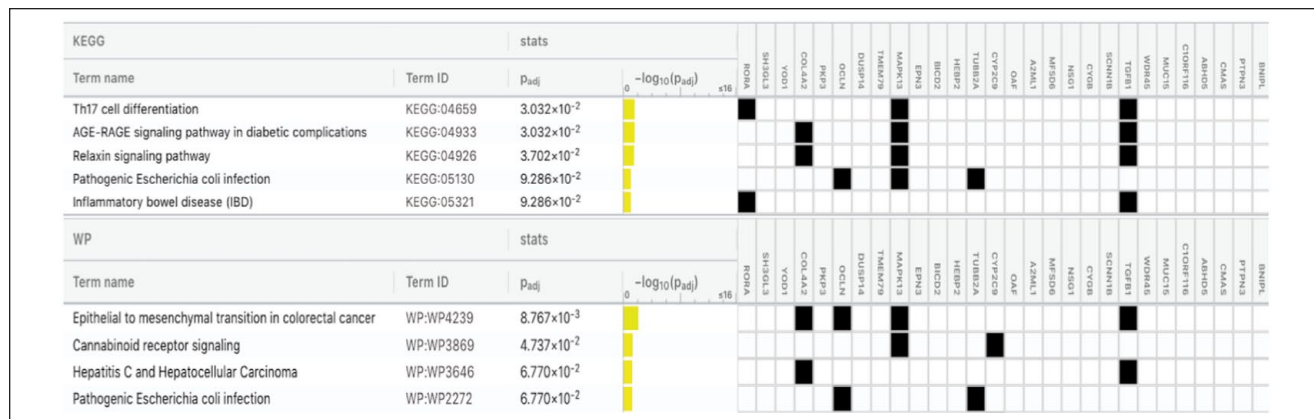 KEGG stats
Term name Term ID padj −log10(padj)
0 ≤16
RORA SH3GL3 YOD1 COL4A2 PKP3 OCLN DUSP14 TMEM79 MAPK13 EPN3 BICD2 HEBP2 TUBB2A CYP2C9 OAF A2ML1 MFSD6 NSG1 CYGB SCNN1B TGFB1 WDR45 MUC15 C1ORF116 ABHD5 CMAS PTPN3 BNIPL
Th17 cell differentiation KEGG:04659 3.032×10⁻²
AGE-RAGE signaling pathway in diabetic complications KEGG:04933 3.032×10⁻²
Relaxin signaling pathway KEGG:04926 3.702×10⁻²
Pathogenic Escherichia coli infection KEGG:05130 9.286×10⁻²
Inflammatory bowel disease (IBD) KEGG:05321 9.286×10⁻²
WP stats
Term name Term ID padj −log10(padj)
0 ≤16
RORA SH3GL3 YOD1 COL4A2 PKP3 OCLN DUSP14 TMEM79 MAPK13 EPN3 BICD2 HEBP2 TUBB2A CYP2C9 OAF A2ML1 MFSD6 NSG1 CYGB SCNN1B TGFB1 WDR45 MUC15 C1ORF116 ABHD5 CMAS PTPN3 BNIPL
Epithelial to mesenchymal transition in colorectal cancer WP:WP4239 8.767×10⁻³
Cannabinoid receptor signaling WP:WP3869 4.737×10⁻²
Hepatitis C and Hepatocellular Carcinoma WP:WP3646 6.770×10⁻²
Pathogenic Escherichia coli infection WP:WP2272 6.770×10⁻²